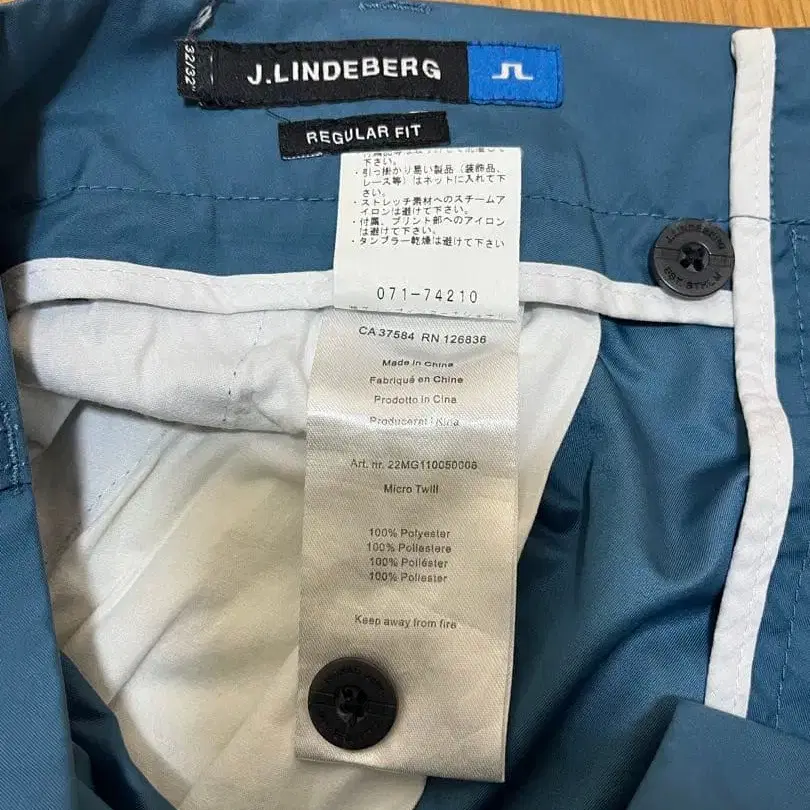 32/32"
J.LINDEBERG
REGULAR FIT
下さい。
・引っ掛かり易い製品（装飾品、
レース等）はネットに入れて下
さい。
・ストレッチ素材へのスチームア
イロンは避けて下さい。
・付属、プリント部へのアイロン
は避けて下さい。
・タンブラー乾燥は避けて下さい
071-74210
CA 37584 RN 126836
Made in China
Fabriqué en Chine
Prodotto in Cina
Producerat i Kina
Art. nr. 22MG110050006
Micro Twill
100% Polyester
100% Poliestere
100% Poliéster
100% Poliester
Keep away from fire
J.LINDEBERG
EST. STHLM